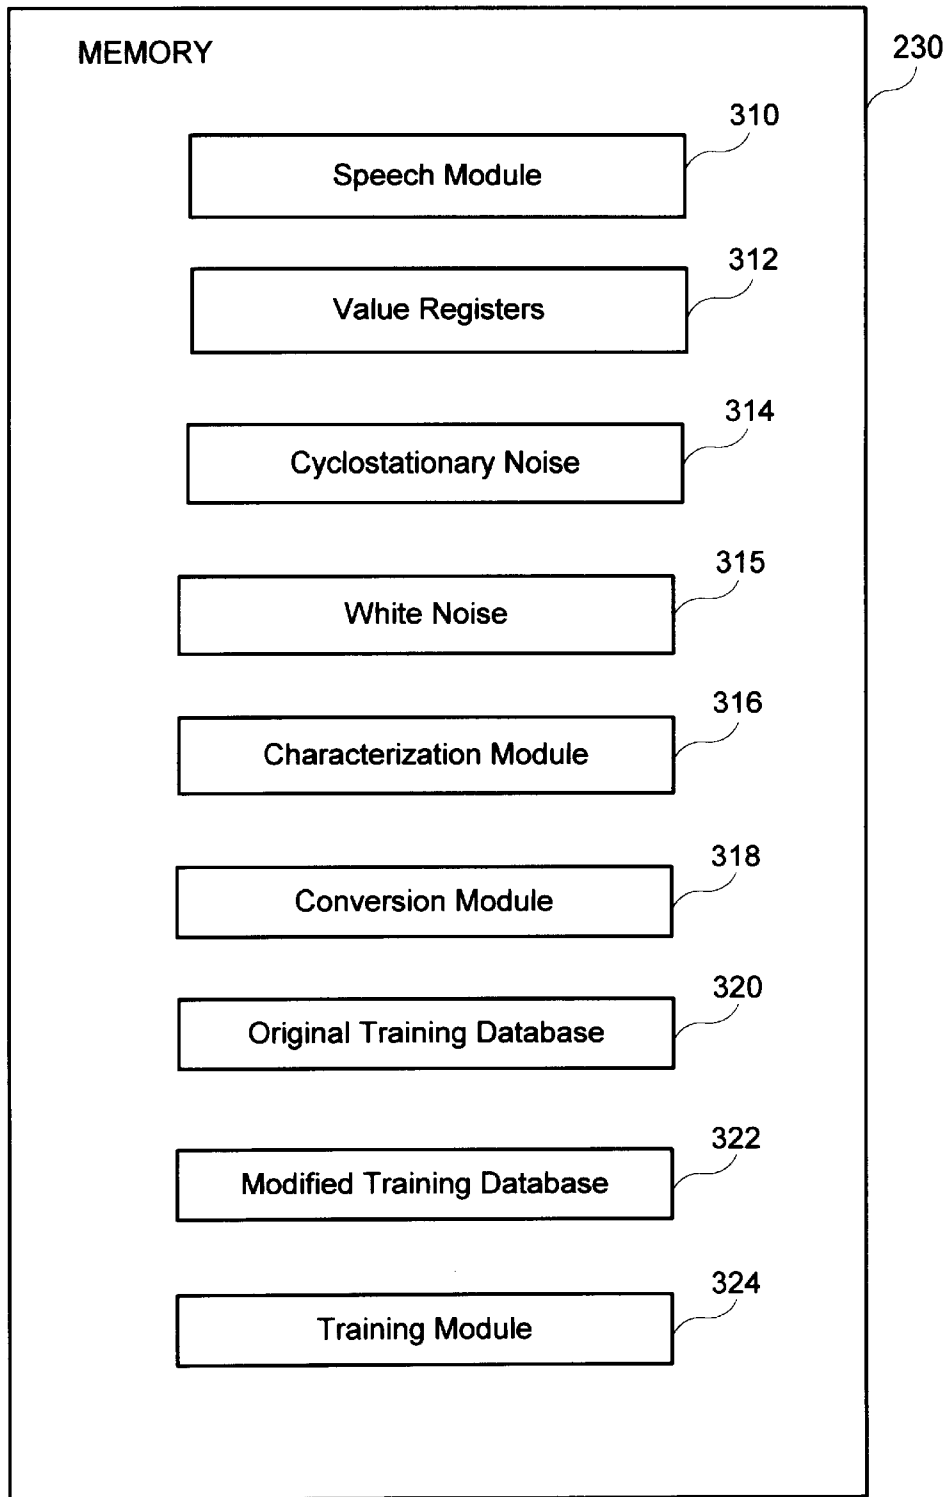 MEMORY
230
310
Speech Module
312
Value Registers
314
Cyclostationary Noise
315
White Noise
316
Characterization Module
318
Conversion Module
320
Original Training Database
322
Modified Training Database
324
Training Module